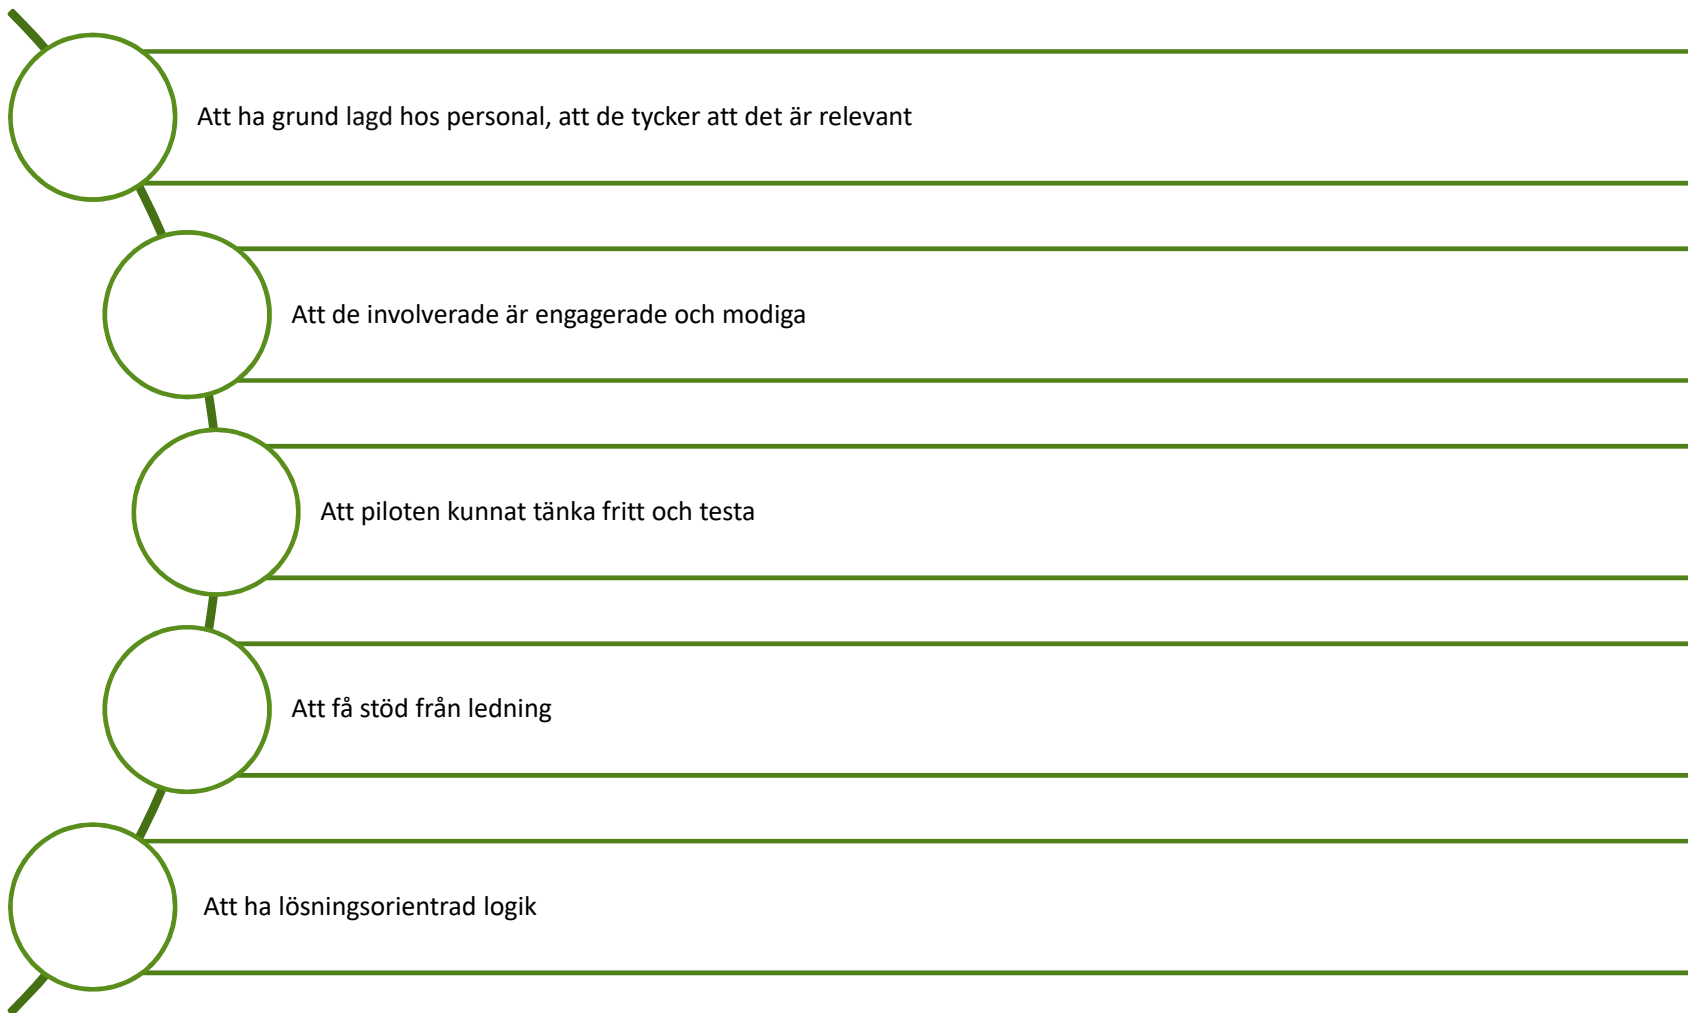 Att ha grund lagd hos personal, att de tycker att det är relevant
Att de involverade är engagerade och modiga
Att piloten kunnat tänka fritt och testa
Att få stöd från ledning
Att ha lösningsorientrad logik